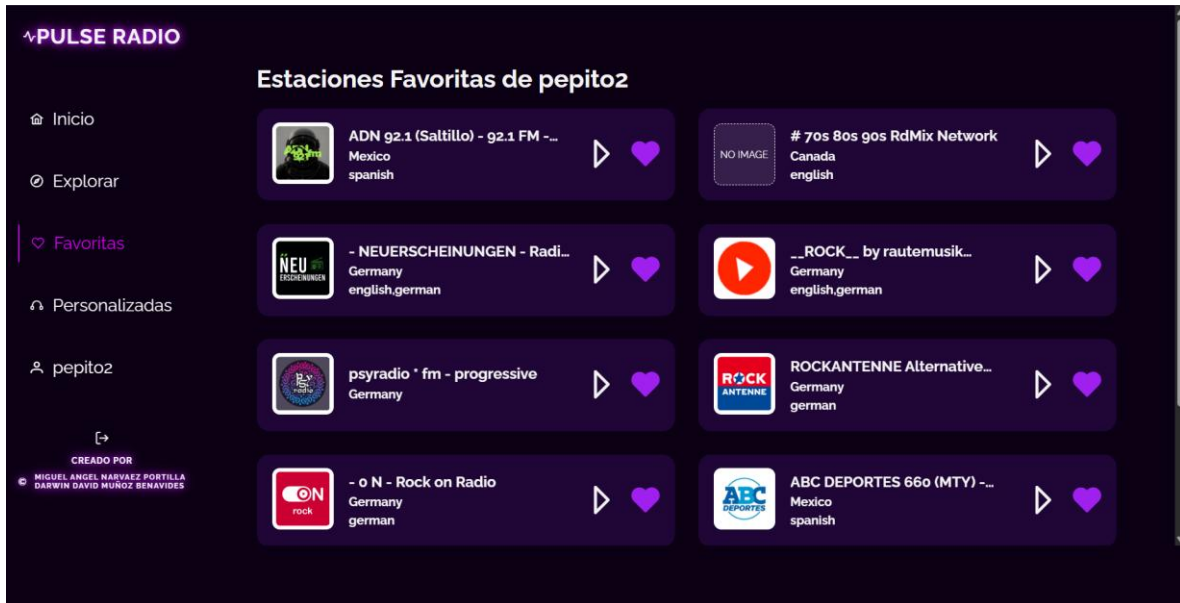 PULSE RADIO
Inicio
Explorar
Favoritas
Personalizadas
pepito2
CREADO POR
© MIGUEL ANGEL NARVAEZ PORTILLA
DARWIN DAVID MUÑOZ BENAVIDES
Estaciones Favoritas de pepito2
ADN 92.1 (Saltillo) - 92.1 FM -...
Mexico
spanish
NO IMAGE
# 70s 80s 90s RdMix Network
Canada
english
NEU
ERSCHEINUNGEN
- NEUERSCHEINUNGEN - Radi...
Germany
english,german
__ROCK__ by rautemusik...
Germany
english,german
psy
radio
psyradio * fm - progressive
Germany
ROCK
ANTENNE
ROCKANTENNE Alternative...
Germany
german
ON
rock
- 0 N - Rock on Radio
Germany
german
ABC
DEPORTES
ABC DEPORTES 660 (MTY) -...
Mexico
spanish